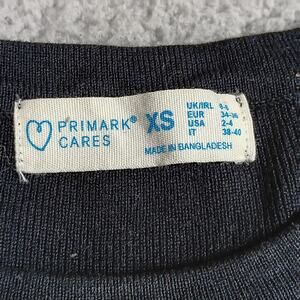 PRIMARK® CARES
XS
UK/IRL 6-8
EUR 34-36
USA 2-4
IT 38-40
MADE IN BANGLADESH